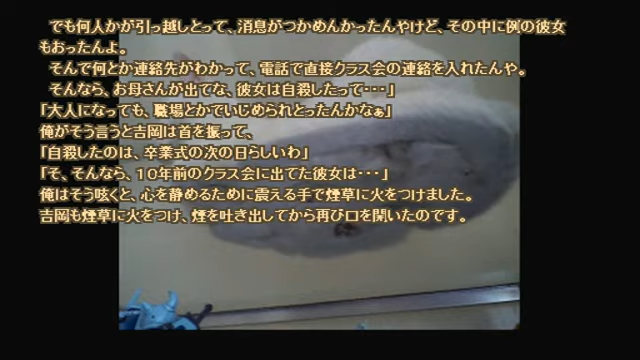 でも何人かが引っ越しとって、消息がつかめんかったんやけど、その中に例の彼女
もおったんよ。
そんで何とか連絡先がわかって、電話で直接クラス会の連絡を入れたんや。
そんなら、お母さんが出てな、彼女は自殺したって・・・」
「大人になっても、職場とかでいじめられとったんかなぁ」
俺がそう言うと吉岡は首を振って、
「自殺したのは、卒業式の次の日らしいわ」
「そ、そんなら、１０年前のクラス会に出てた彼女は・・・」
俺はそう呟くと、心を静めるために震える手で煙草に火をつけました。
吉岡も煙草に火をつけ、煙を吐き出してから再び口を開いたのです。